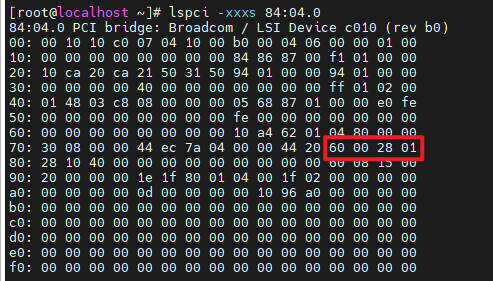 [root@localhost ~]# lspci -xxxs 84:04.0
84:04.0 PCI bridge: Broadcom / LSI Device c010 (rev b0)
00: 00 10 10 c0 07 04 10 00 b0 00 04 06 00 00 01 00
10: 00 00 00 00 00 00 00 00 84 86 87 00 f1 01 00 00
20: 10 ca 20 ca 21 50 31 50 94 01 00 00 94 01 00 00
30: 00 00 00 00 40 00 00 00 00 00 00 00 ff 01 02 00
40: 01 48 03 c8 08 00 00 00 05 68 87 01 00 00 e0 fe
50: 00 00 00 00 00 00 00 00 fe 00 00 00 00 00 00 00
60: 00 00 00 00 00 00 00 00 10 a4 62 01 04 80 00 00
70: 30 08 00 00 44 ec 7a 04 00 00 44 20 60 00 28 01
80: 28 10 40 00 00 00 00 00 00 00 00 00 60 08 15 00
90: 20 00 00 00 1e 1f 80 01 04 00 1f 02 00 00 00 00
a0: 00 00 00 00 0d 00 00 00 00 10 96 a0 00 00 00 00
b0: 00 00 00 00 00 00 00 00 00 00 00 00 00 00 00 00
c0: 00 00 00 00 00 00 00 00 00 00 00 00 00 00 00 00
d0: 00 00 00 00 00 00 00 00 00 00 00 00 00 00 00 00
e0: 00 00 00 00 00 00 00 00 00 00 00 00 00 00 00 00
f0: 00 00 00 00 00 00 00 00 00 00 00 00 00 00 00 00